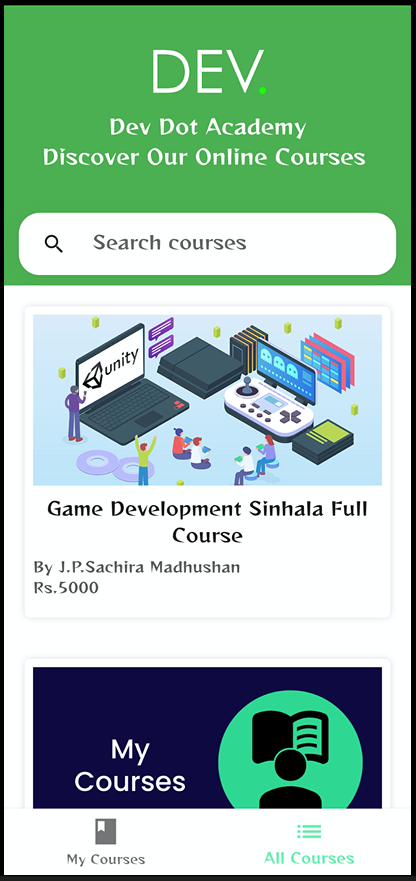 DEV.
Dev Dot Academy
Discover Our Online Courses
Search courses
unity
Game Development Sinhala Full
Course
By J.P.Sachira Madhushan
Rs.5000
My
Courses
My Courses
All Courses